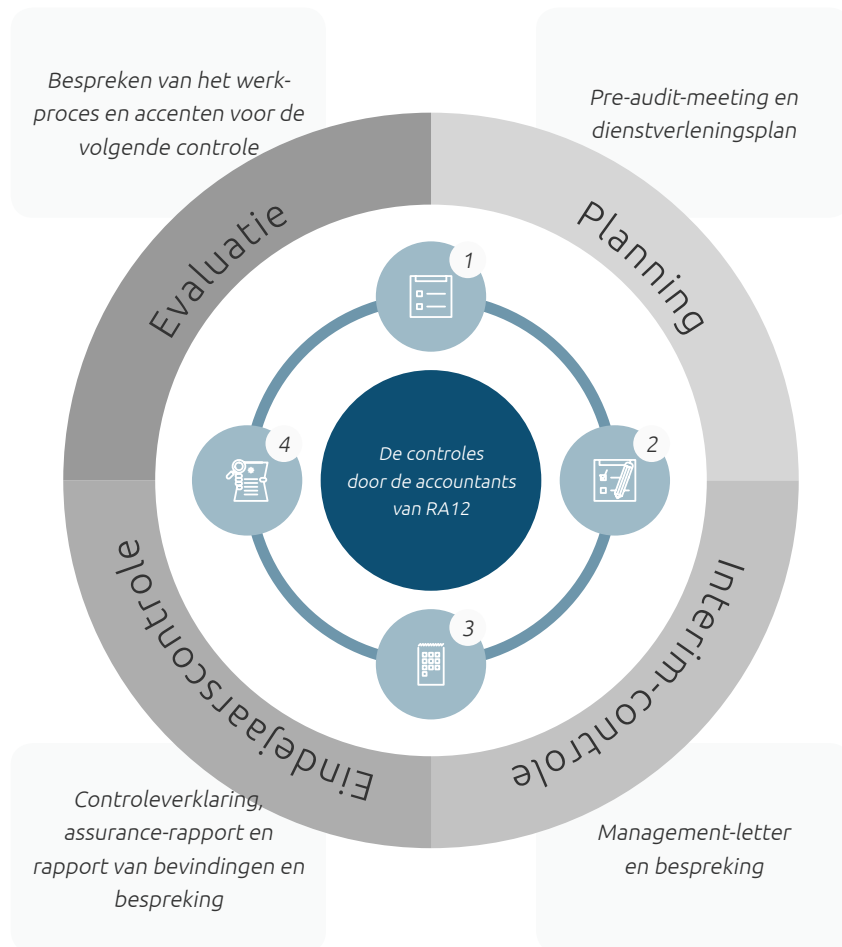 Bespreken van het werk-
proces en accenten voor de
volgende controle
Pre-audit-meeting en
dienstverleningsplan
Evaluatie
Planning
1
2
3
4
De controles
door de accountants
van RA12
Eindejaarscontrole
Interim-controle
Controleverklaring,
assurance-rapport en
rapport van bevindingen en
bespreking
Management-letter
en bespreking